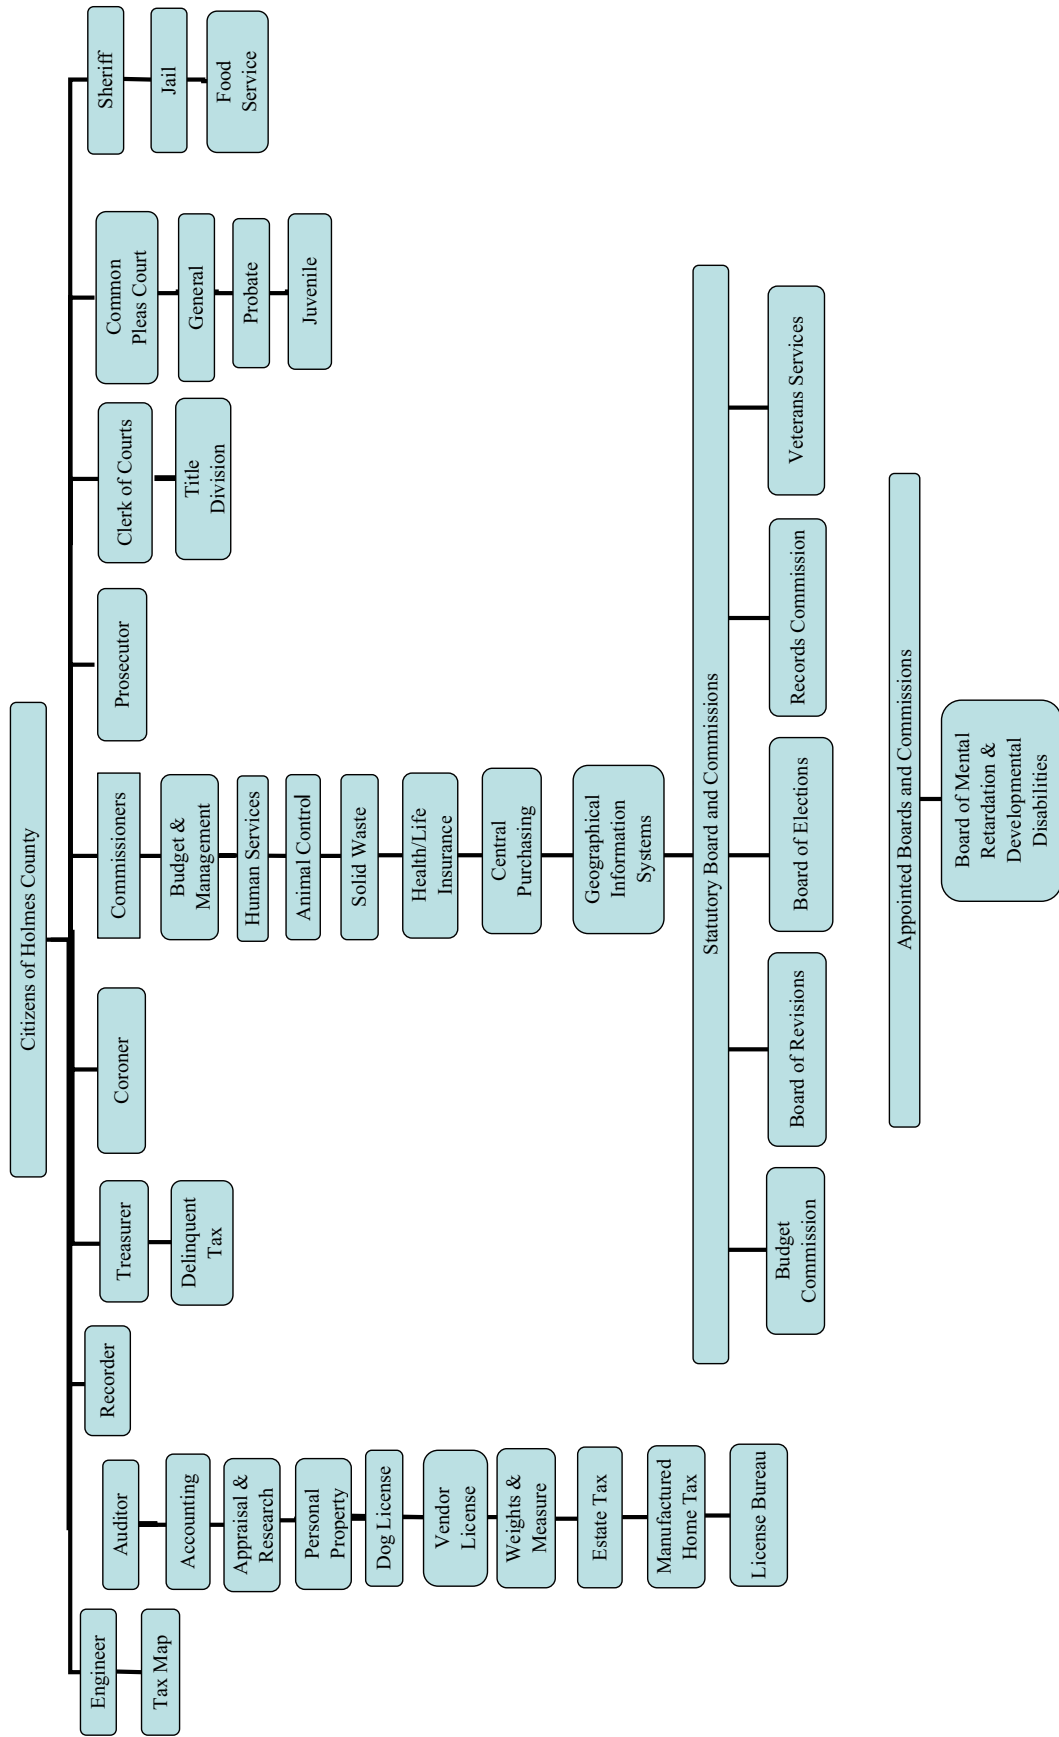 Citizens of Holmes County
Engineer
Tax Map
Auditor
Accounting
Appraisal &
Research
Personal
Property
Dog License
Vendor
License
Weights &
Measure
Estate Tax
Manufactured
Home Tax
License Bureau
Recorder
Treasurer
Delinquent
Tax
Coroner
Commissioners
Budget &
Management
Human Services
Animal Control
Solid Waste
Health/Life
Insurance
Central
Purchasing
Geographical
Information
Systems
Prosecutor
Clerk of Courts
Title
Division
Common
Pleas Court
General
Probate
Juvenile
Sheriff
Jail
Food
Service
Statutory Board and Commissions
Budget
Commission
Board of Revisions
Board of Elections
Records Commission
Veterans Services
Appointed Boards and Commissions
Board of Mental
Retardation &
Developmental
Disabilities